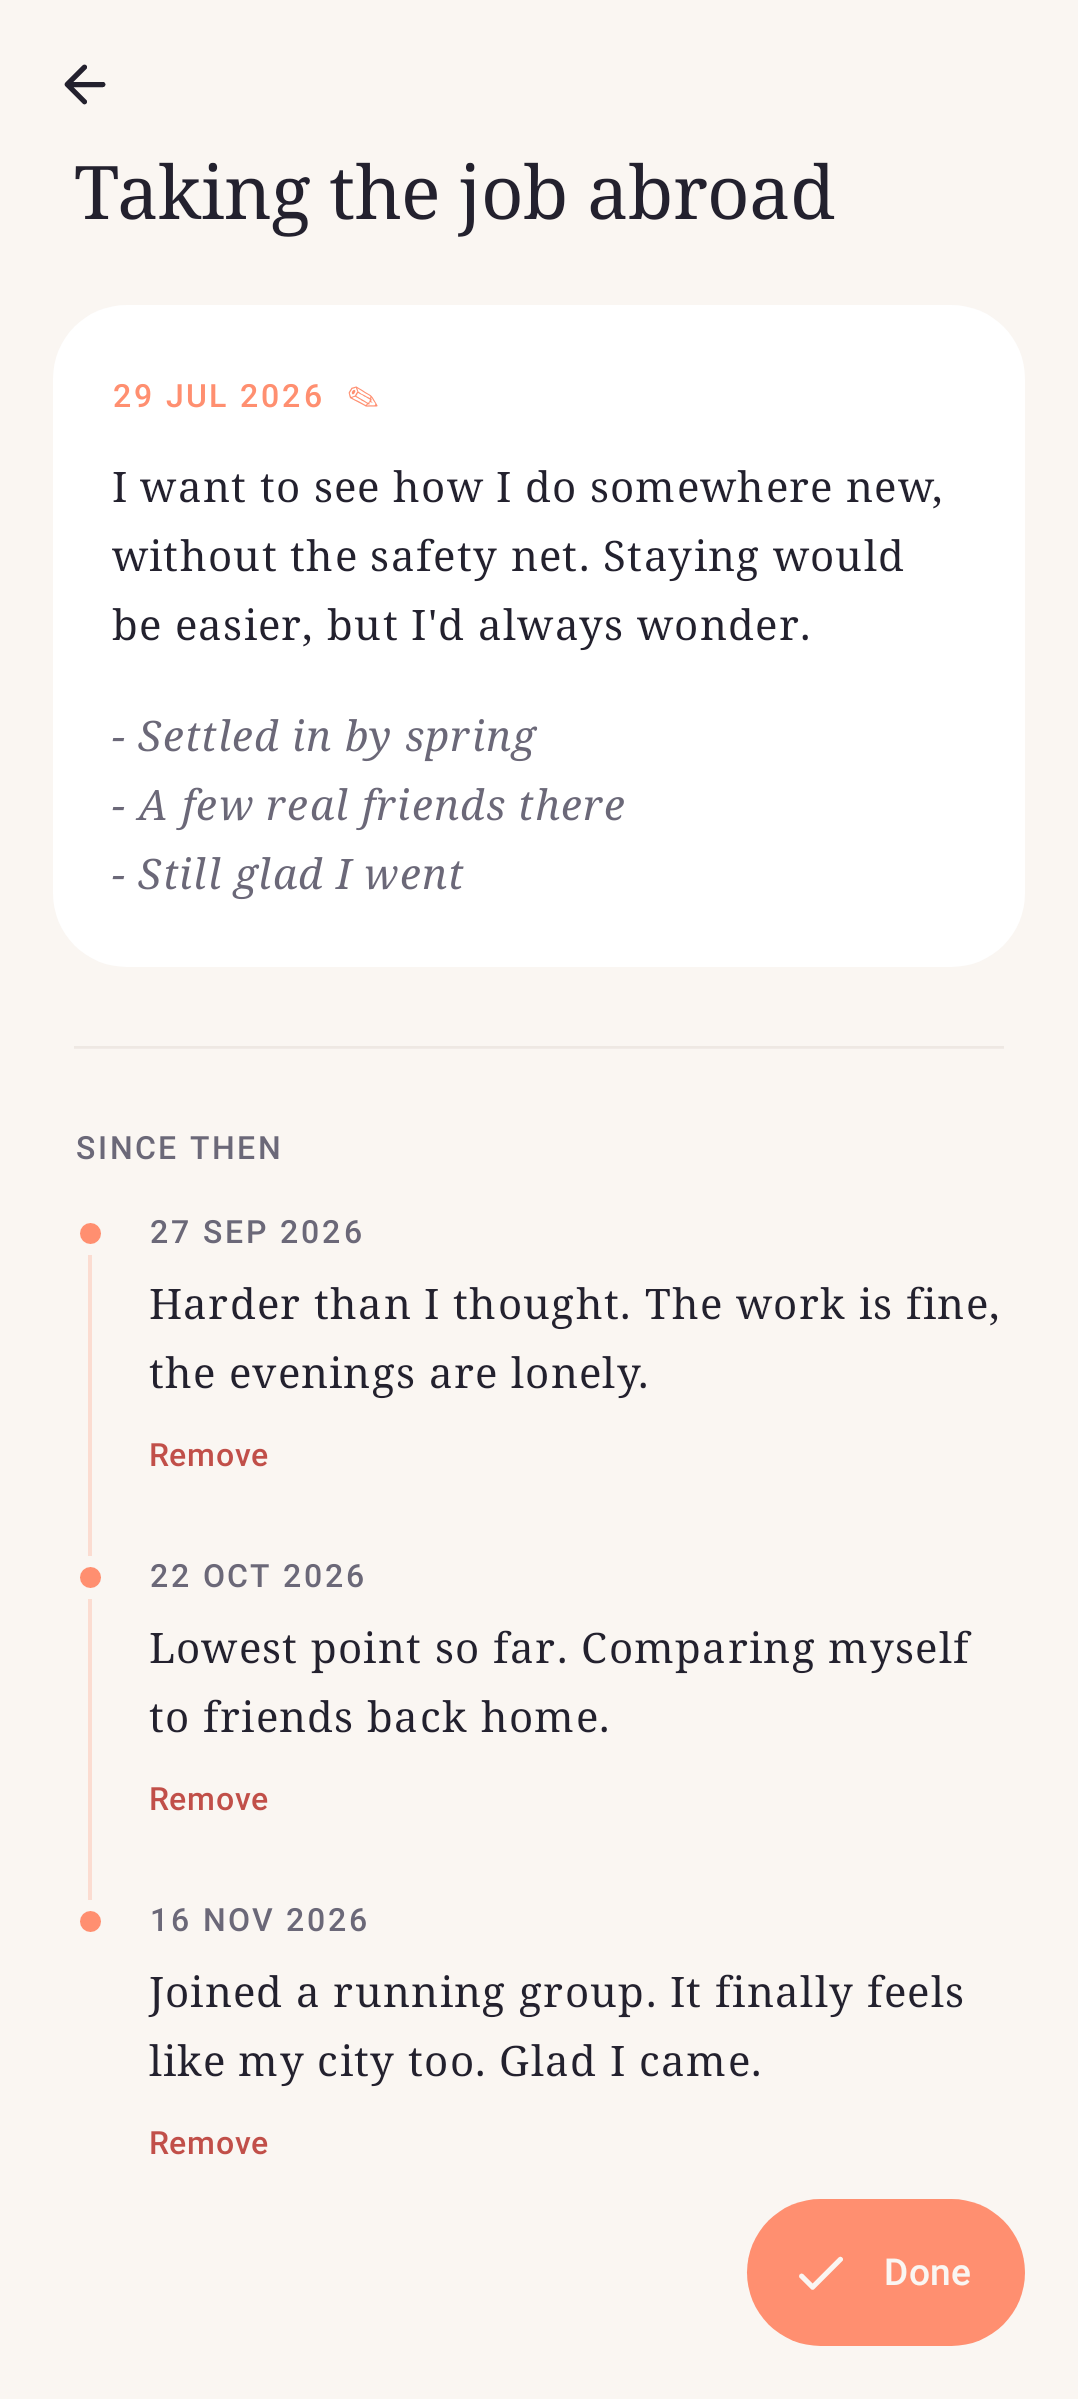 Taking the job abroad
29 JUL 2026
I want to see how I do somewhere new,
without the safety net. Staying would
be easier, but I'd always wonder.
- Settled in by spring
- A few real friends there
- Still glad I went
SINCE THEN
27 SEP 2026
Harder than I thought. The work is fine,
the evenings are lonely.
Remove
22 OCT 2026
Lowest point so far. Comparing myself
to friends back home.
Remove
16 NOV 2026
Joined a running group. It finally feels
like my city too. Glad I came.
Remove
Done